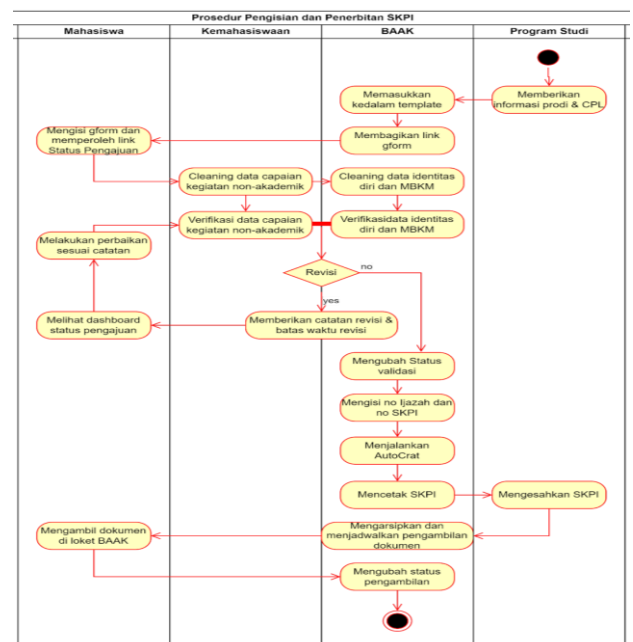 Prosedur Pengisian dan Penerbitan SKPI
Mahasiswa
Kemahasiswaan
BAAK
Program Studi
Memberikan
informasi prodi & CPL
Memasukkan
kedalam template
Membagikan link
gform
Mengisi gform dan
memperoleh link
Status Pengajuan
Cleaning data capaian
kegiatan non-akademik
Cleaning data identitas
diri dan MBKM
Verifikasi data capaian
kegiatan non-akademik
Verifikasidata identitas
diri dan MBKM
Melakukan perbaikan
sesuai catatan
Revisi
no
yes
Melihat dashboard
status pengajuan
Memberikan catatan revisi &
batas waktu revisi
Mengubah Status
validasi
Mengisi no Ijazah dan
no SKPI
Menjalankan
AutoCrat
Mencetak SKPI
Mengesahkan SKPI
Mengambil dokumen
di loket BAAK
Mengarsipkan dan
menjadwalkan pengambilan
dokumen
Mengubah status
pengambilan